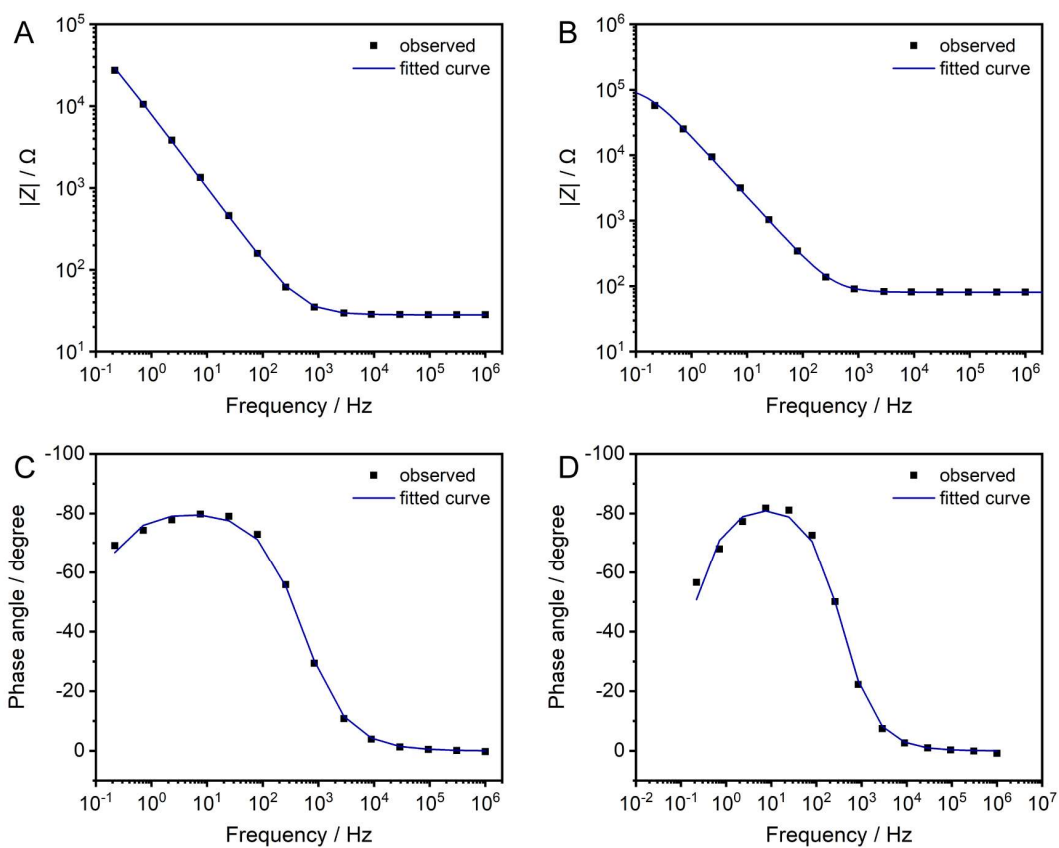 A
10^5
10^4
10^3
10^2
10^1
|Z| / Ω
observed
fitted curve
10^-1 10^0 10^1 10^2 10^3 10^4 10^5 10^6
Frequency / Hz
B
10^6
10^5
10^4
10^3
10^2
10^1
|Z| / Ω
observed
fitted curve
10^-1 10^0 10^1 10^2 10^3 10^4 10^5 10^6
Frequency / Hz
C
-100
-80
-60
-40
-20
0
Phase angle / degree
observed
fitted curve
10^-1 10^0 10^1 10^2 10^3 10^4 10^5 10^6
Frequency / Hz
D
-100
-80
-60
-40
-20
0
Phase angle / degree
observed
fitted curve
10^-2 10^-1 10^0 10^1 10^2 10^3 10^4 10^5 10^6 10^7
Frequency / Hz